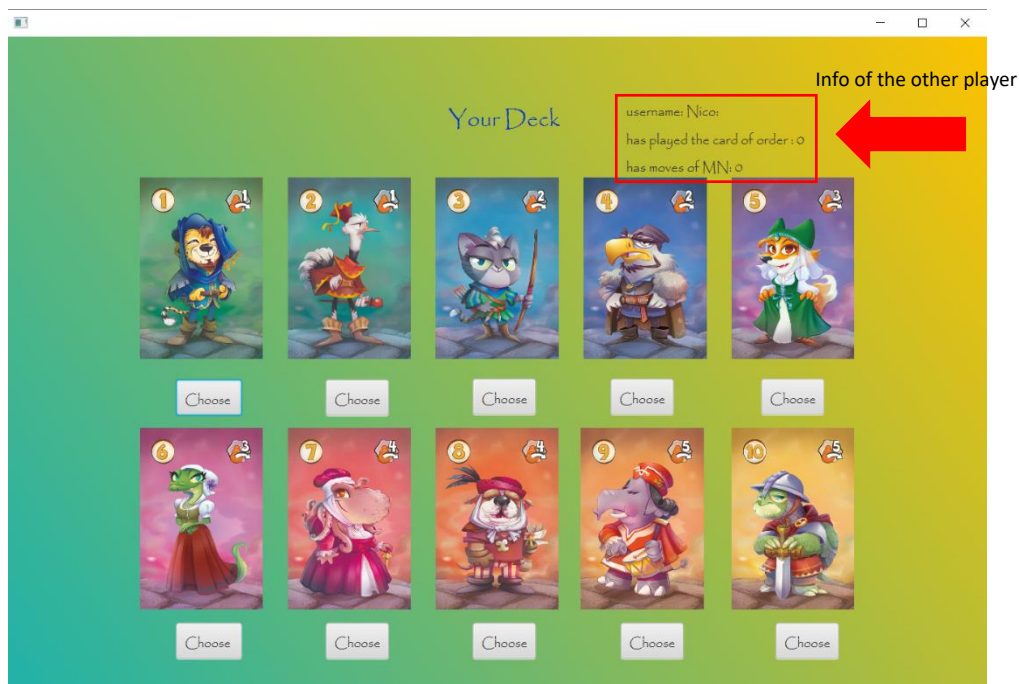 Info of the other player
Your Deck
username: Nico:
has played the card of order : 0
has moves of MN: 0
1 1
2 1
3 2
4 2
5 3
Choose Choose Choose Choose Choose
6 3
7 4
8 4
9 5
10 5
Choose Choose Choose Choose Choose